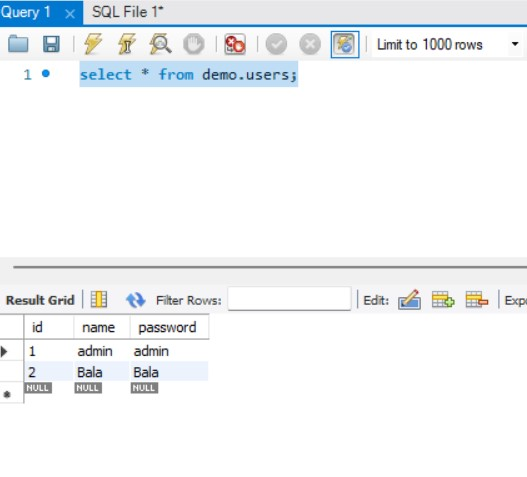 Query 1 SQL File 1*
Limit to 1000 rows
1 select * from demo.users;
Result Grid Filter Rows: Edit:
id name password
1 admin admin
2 Bala Bala
NULL NULL NULL